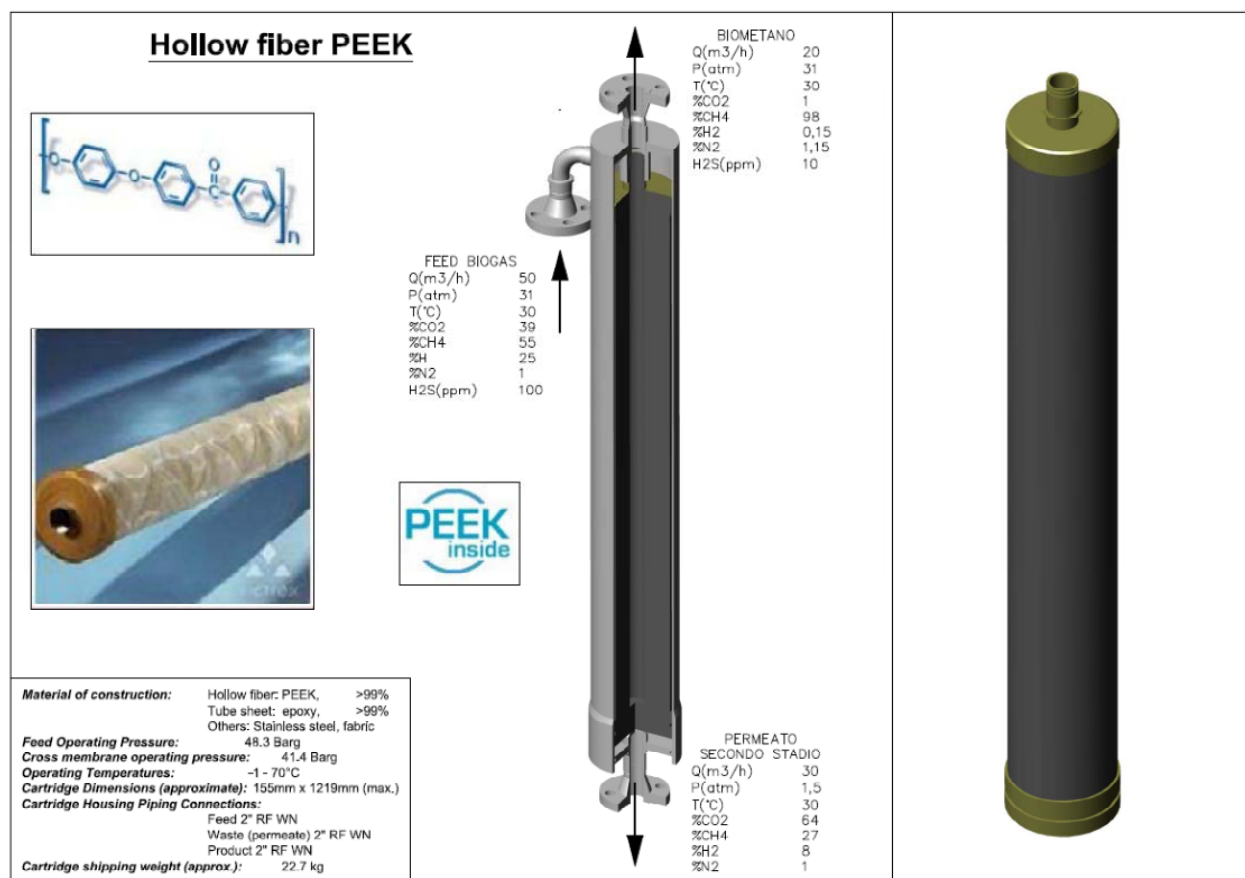 Hollow fiber PEEK
O
O
O
C
n
PEEK
inside
FEED BIOGAS
Q(m3/h) 50
P(atm) 31
T(°C) 30
%CO2 39
%CH4 55
%H 25
%N2 1
H2S(ppm) 100
BIOMETANO
Q(m3/h) 20
P(atm) 31
T(°C) 30
%CO2 1
%CH4 98
%H2 0,15
%N2 1,15
H2S(ppm) 10
PERMEATO
SECONDO STADIO
Q(m3/h) 30
P(atm) 1,5
T(°C) 30
%CO2 64
%CH4 27
%H2 8
%N2 1
Material of construction: Hollow fiber: PEEK, >99%
Tube sheet: epoxy, >99%
Others: Stainless steel, fabric
Feed Operating Pressure: 48.3 Barg
Cross membrane operating pressure: 41.4 Barg
Operating Temperatures: -1 - 70°C
Cartridge Dimensions (approximate): 155mm x 1219mm (max.)
Cartridge Housing Piping Connections:
Feed 2" RF WN
Waste (permeate) 2" RF WN
Product 2" RF WN
Cartridge shipping weight (approx.): 22.7 kg